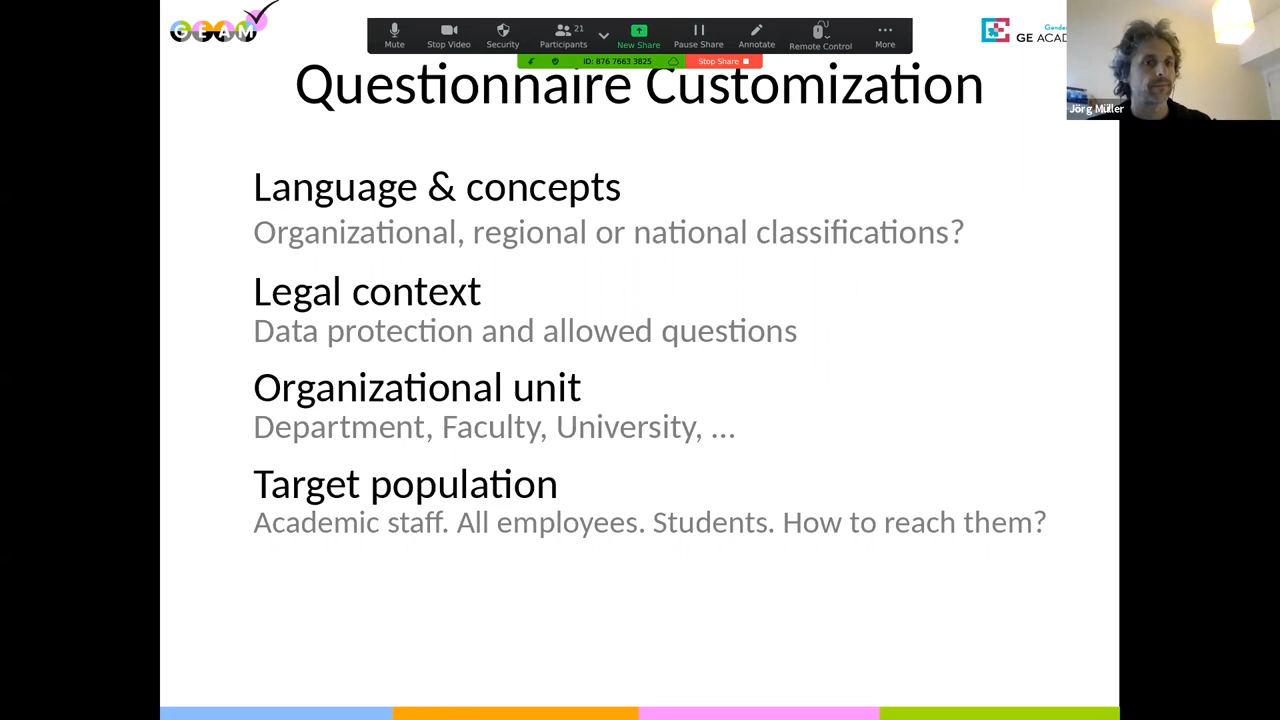 GEAM
Mute
Stop Video
Security
Participants
21
New Share
Pause Share
Annotate
Remote Control
More
ID: 876 7663 3825
Stop Share
GE
Jörg Müller
Questionnaire Customization
Language & concepts
Organizational, regional or national classifications?
Legal context
Data protection and allowed questions
Organizational unit
Department, Faculty, University, ...
Target population
Academic staff. All employees. Students. How to reach them?